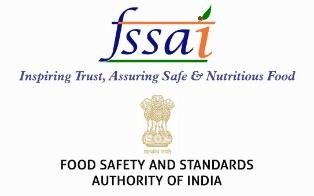 fssai
Inspiring Trust, Assuring Safe & Nutritious Food
FOOD SAFETY AND STANDARDS
AUTHORITY OF INDIA